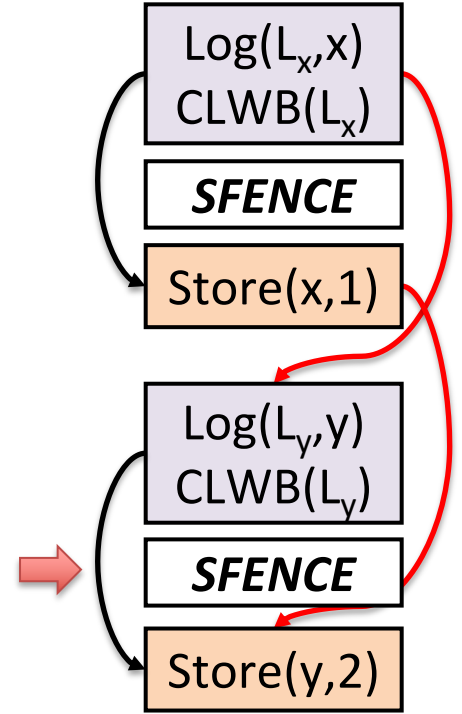 Log(Lx,x)
CLWB(Lx)
SFENCE
Store(x,1)
Log(Ly,y)
CLWB(Ly)
SFENCE
Store(y,2)